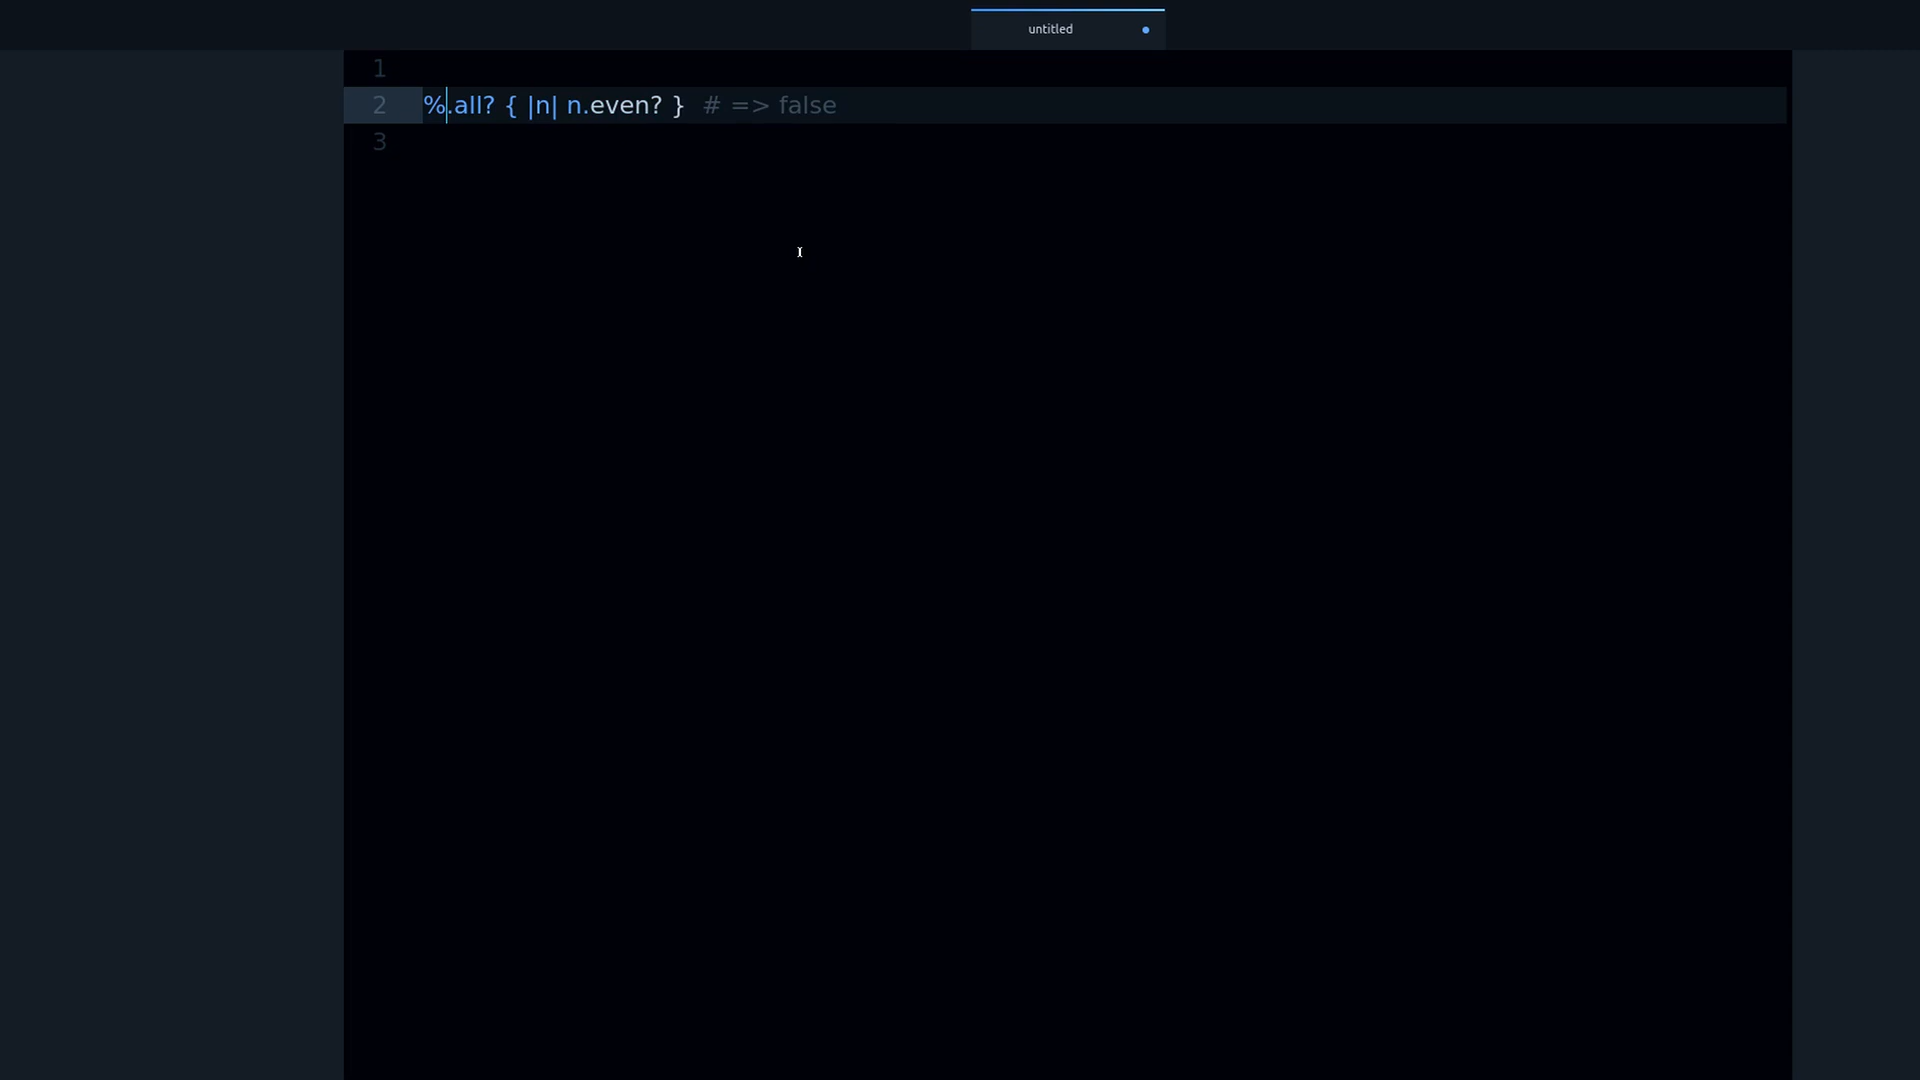 untitled
1
2 %.all? { |n| n.even? }  # => false
3